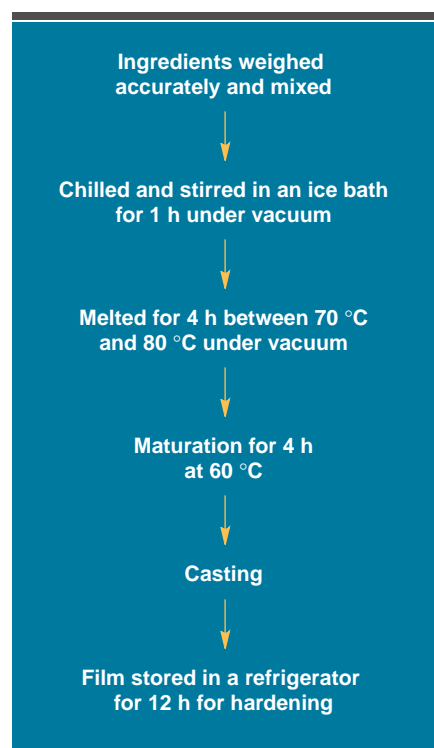 Ingredients weighed
accurately and mixed
Chilled and stirred in an ice bath
for 1 h under vacuum
Melted for 4 h between 70 °C
and 80 °C under vacuum
Maturation for 4 h
at 60 °C
Casting
Film stored in a refrigerator
for 12 h for hardening